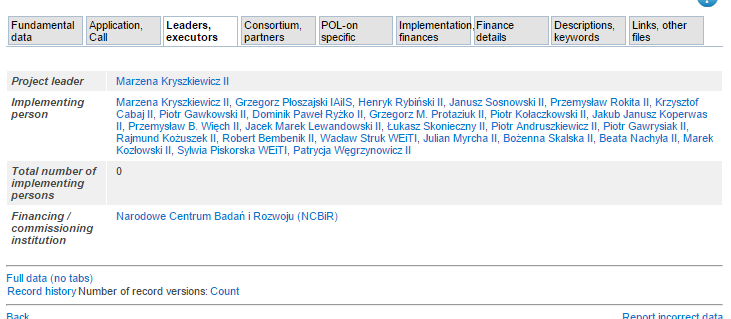 Fundamental data
Application, Call
Leaders, executors
Consortium, partners
POL-on specific
Implementation, finances
Finance details
Descriptions, keywords
Links, other files
Project leader Marzena Kryszkiewicz II
Implementing person
Marzena Kryszkiewicz II, Grzegorz Płoszajski IAiIS, Henryk Rybiński II, Janusz Sosnowski II, Przemysław Rokita II, Krzysztof
Cabaj II, Piotr Gawkowski II, Dominik Paweł Ryżko II, Grzegorz M. Protaziuk II, Piotr Kołaczkowski II, Jakub Janusz Koperwas
II, Przemysław B. Więch II, Jacek Marek Lewandowski II, Łukasz Skonieczny II, Piotr Andruszkiewicz II, Piotr Gawrysiak II,
Rajmund Kożuszek II, Robert Bembenik II, Wacław Struk WEiTI, Julian Myrcha II, Bożenna Skalska II, Beata Nachyła II, Marek
Kozłowski II, Sylwia Piskorska WEiTI, Patrycja Węgrzynowicz II
Total number of implementing persons 0
Financing / commissioning institution Narodowe Centrum Badań i Rozwoju (NCBiR)
Full data (no tabs)
Record history Number of record versions: Count
Back Report incorrect data